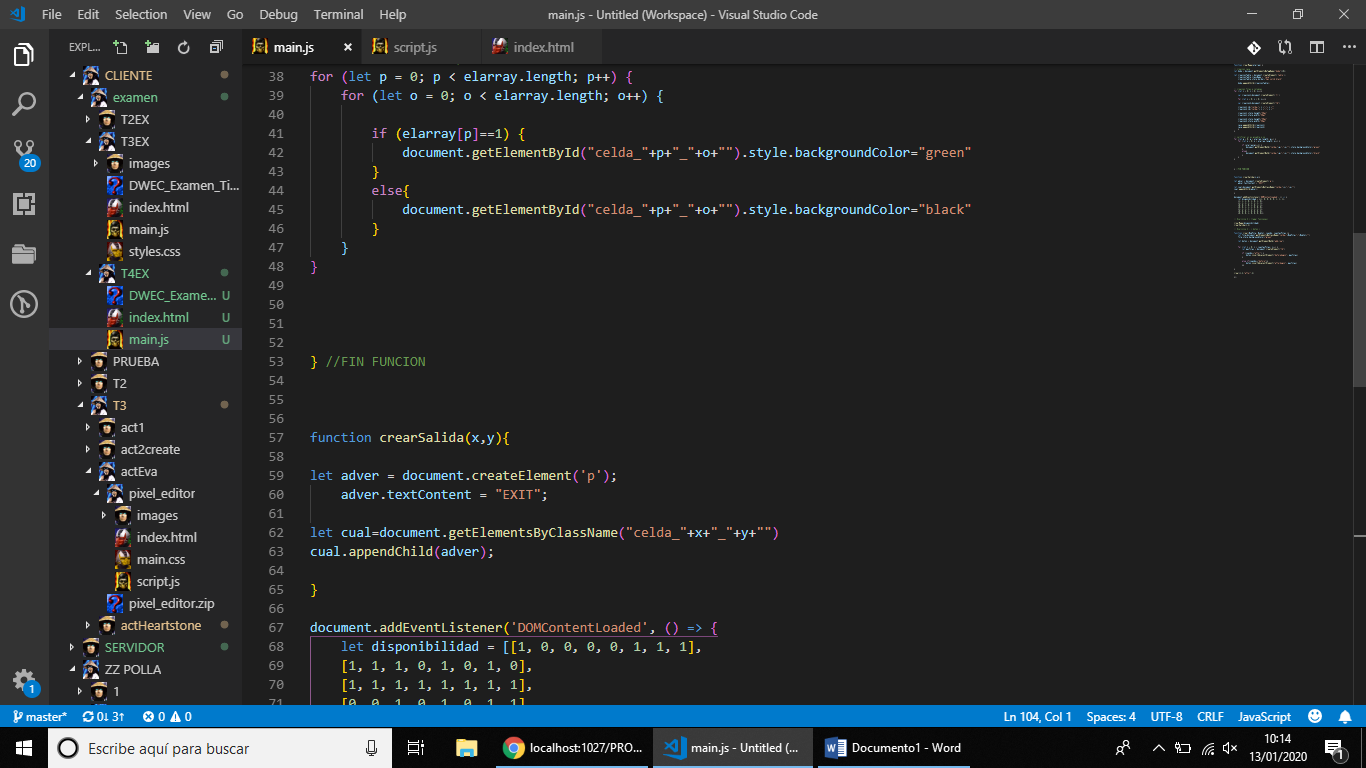 File Edit Selection View Go Debug Terminal Help
main.js - Untitled (Workspace) - Visual Studio Code
EXPL...
main.js
script.js
index.html
CLIENTE
examen
T2EX
T3EX
images
DWEC_Examen_Ti...
index.html
main.js
styles.css
T4EX
DWEC_Exame... U
index.html U
main.js U
PRUEBA
T2
T3
act1
act2create
actEva
pixel_editor
images
index.html
main.css
script.js
pixel_editor.zip
actHeartstone
SERVIDOR
ZZ POLLA
1
20
1
38 for (let p = 0; p < elarray.length; p++) {
39 for (let o = 0; o < elarray.length; o++) {
40
41 if (elarray[p]==1) {
42 document.getElementById("celda_"+p+"_"+o+"").style.backgroundColor="green"
43 }
44 else{
45 document.getElementById("celda_"+p+"_"+o+"").style.backgroundColor="black"
46 }
47 }
48 }
49
50
51
52
53 } //FIN FUNCION
54
55
56
57 function crearSalida(x,y){
58
59 let adver = document.createElement('p');
60 adver.textContent = "EXIT";
61
62 let cual=document.getElementsByClassName("celda_"+x+"_"+y+"")
63 cual.appendChild(adver);
64
65 }
66
67 document.addEventListener('DOMContentLoaded', () => {
68 let disponibilidad = [[1, 0, 0, 0, 0, 1, 1, 1],
69 [1, 1, 1, 0, 1, 0, 1, 0],
70 [1, 1, 1, 1, 1, 1, 1, 1],
71 [0, 0, 1, 0, 1, 0, 1, 1],
master* 0↓ 3↑ 0 0
Ln 104, Col 1 Spaces: 4 UTF-8 CRLF JavaScript
Escribe aquí para buscar
localhost:1027/PRO...
main.js - Untitled (...
Documento1 - Word
10:14
13/01/2020
1